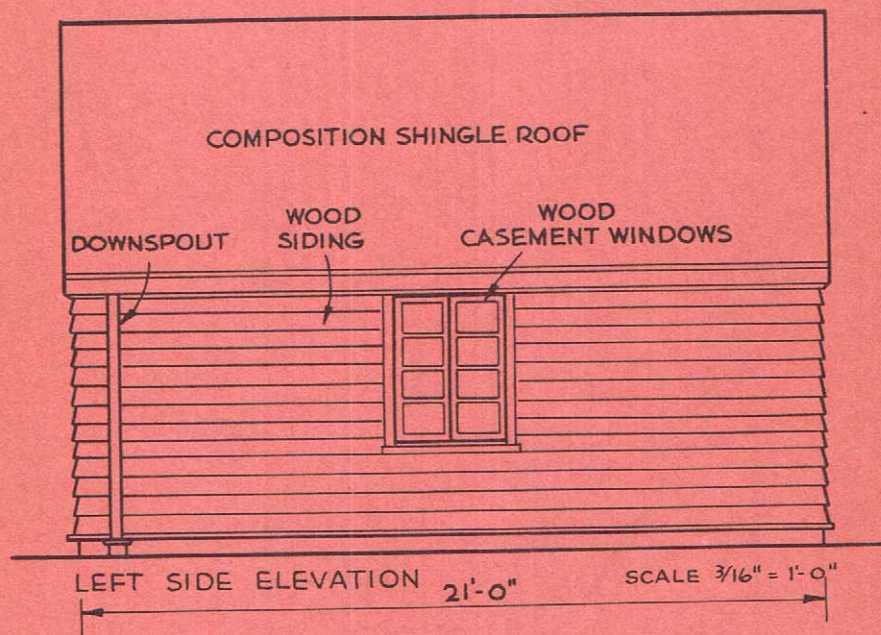 COMPOSITION SHINGLE ROOF
DOWNSPOUT
WOOD
SIDING
WOOD
CASEMENT WINDOWS
LEFT SIDE ELEVATION
21'-0"
SCALE 3/16" = 1'-0"